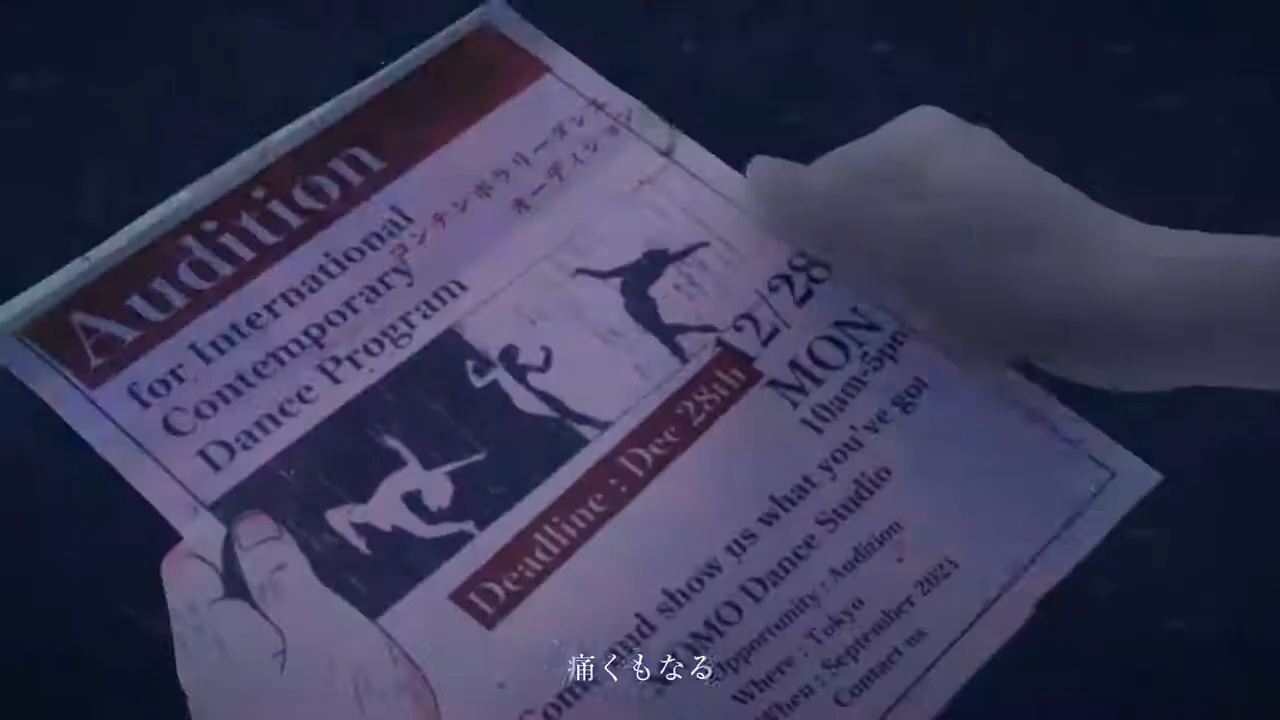 Audition
for International
Contemporary
Dance Program
コンテンポラリーダンス
オーディション
12/28
MON
10am-5pm
Deadline : Dec 28th
and show us what you've got
OMO Dance Studio
Opportunity : Audition
Where : Tokyo
When : September 2021
Contact us
痛くもなる